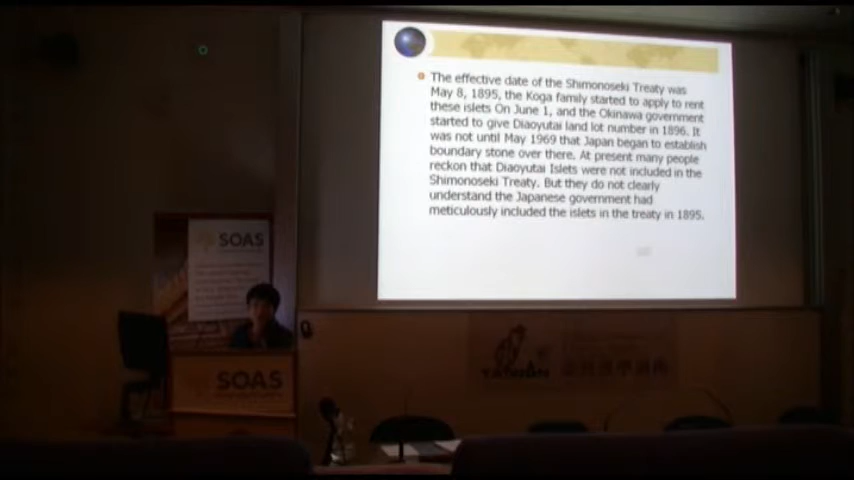 The effective date of the Shimonoseki Treaty was
May 8, 1895, the Koga family started to apply to rent
these islets On June 1, and the Okinawa government
started to give Diaoyutai land lot number in 1896. It
was not until May 1969 that Japan began to establish
boundary stone over there. At present many people
reckon that Diaoyutai Islets were not included in the
Shimonoseki Treaty. But they do not clearly
understand the Japanese government had
meticulously included the islets in the treaty in 1895.
SOAS
SOAS
TAIWAN